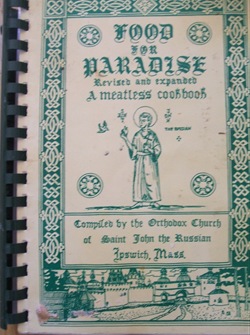 FOOD
FOR
PARADISE
Revised and expanded
A meatless cookbook
Compiled by the Orthodox Church
of Saint John the Russian
Ipswich, Mass.